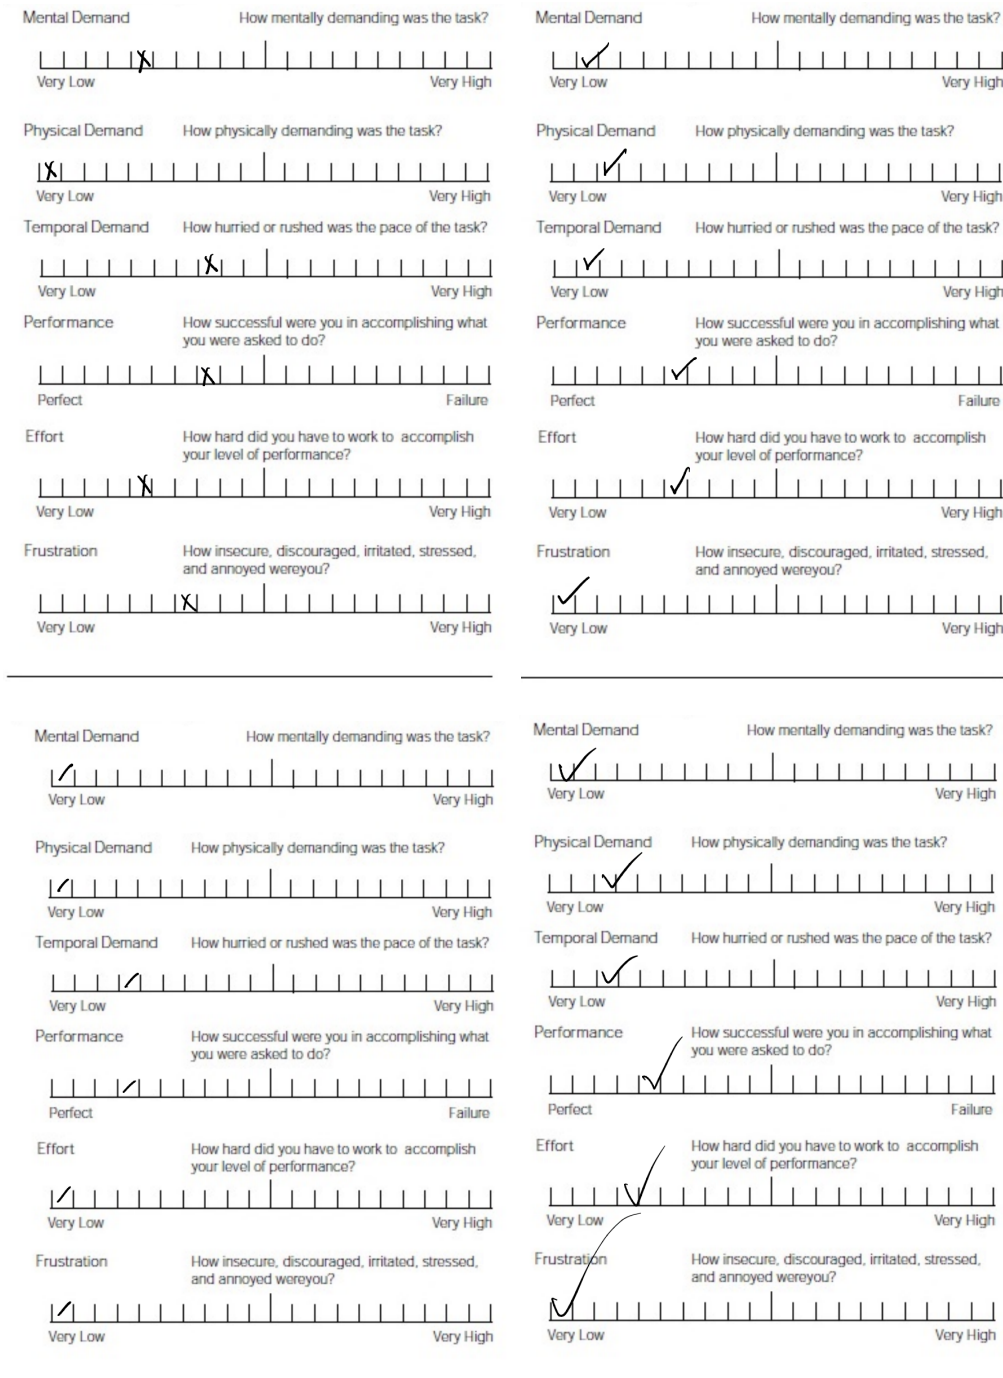 Mental Demand How mentally demanding was the task?
Very Low Very High
Physical Demand How physically demanding was the task?
Very Low Very High
Temporal Demand How hurried or rushed was the pace of the task?
Very Low Very High
Performance How successful were you in accomplishing what
you were asked to do?
Perfect Failure
Effort How hard did you have to work to accomplish
your level of performance?
Very Low Very High
Frustration How insecure, discouraged, irritated, stressed,
and annoyed wereyou?
Very Low Very High
Mental Demand How mentally demanding was the task?
Very Low Very High
Physical Demand How physically demanding was the task?
Very Low Very High
Temporal Demand How hurried or rushed was the pace of the task?
Very Low Very High
Performance How successful were you in accomplishing what
you were asked to do?
Perfect Failure
Effort How hard did you have to work to accomplish
your level of performance?
Very Low Very High
Frustration How insecure, discouraged, irritated, stressed,
and annoyed wereyou?
Very Low Very High
Mental Demand How mentally demanding was the task?
Very Low Very High
Physical Demand How physically demanding was the task?
Very Low Very High
Temporal Demand How hurried or rushed was the pace of the task?
Very Low Very High
Performance How successful were you in accomplishing what
you were asked to do?
Perfect Failure
Effort How hard did you have to work to accomplish
your level of performance?
Very Low Very High
Frustration How insecure, discouraged, irritated, stressed,
and annoyed wereyou?
Very Low Very High
Mental Demand How mentally demanding was the task?
Very Low Very High
Physical Demand How physically demanding was the task?
Very Low Very High
Temporal Demand How hurried or rushed was the pace of the task?
Very Low Very High
Performance How successful were you in accomplishing what
you were asked to do?
Perfect Failure
Effort How hard did you have to work to accomplish
your level of performance?
Very Low Very High
Frustration How insecure, discouraged, irritated, stressed,
and annoyed wereyou?
Very Low Very High